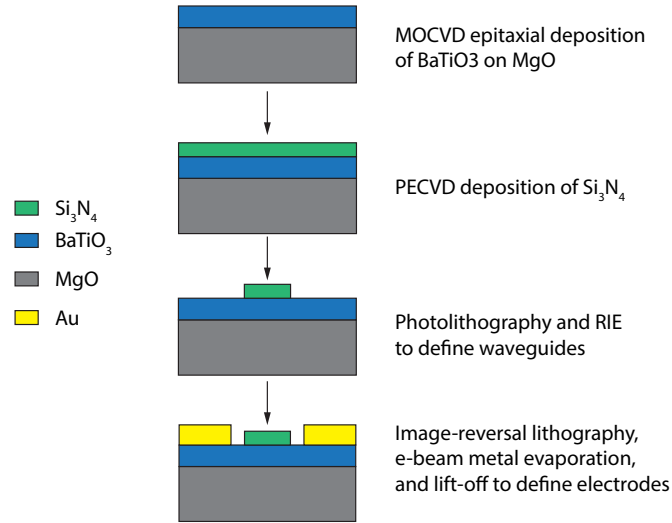 MOCVD epitaxial deposition
of BaTiO3 on MgO
PECVD deposition of Si₃N₄
Si₃N₄
BaTiO₃
MgO
Au
Photolithography and RIE
to define waveguides
Image-reversal lithography,
e-beam metal evaporation,
and lift-off to define electrodes